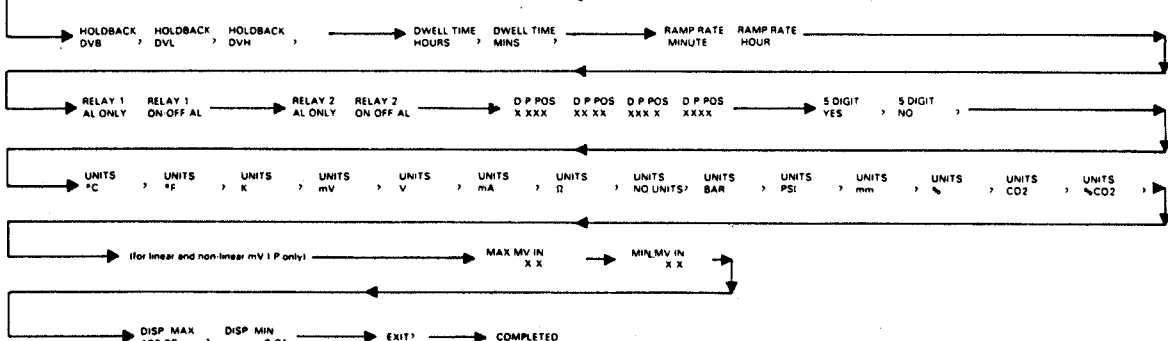 HOLDBACK DVB , HOLDBACK DVL , HOLDBACK DVH ,
DWELL TIME HOURS , DWELL TIME MINS ,
RAMP RATE MINUTE RAMP RATE HOUR
RELAY 1 AL ONLY RELAY 1 ON OFF AL
RELAY 2 AL ONLY RELAY 2 ON OFF AL
D P POS X XXX D P POS XX XX D P POS XXX X D P POS XXXX
5 DIGIT YES , 5 DIGIT NO ,
UNITS °C , UNITS °F , UNITS K , UNITS mV , UNITS V , UNITS mA , UNITS Ω , UNITS NO UNITS , UNITS BAR , UNITS PSI , UNITS mm , UNITS % , UNITS CO2 , UNITS %CO2 ,
(for linear and non-linear mV I P only)
MAX MV IN X X
MIN MV IN X X
DISP MAX , DISP MIN
EXIT?
COMPLETED